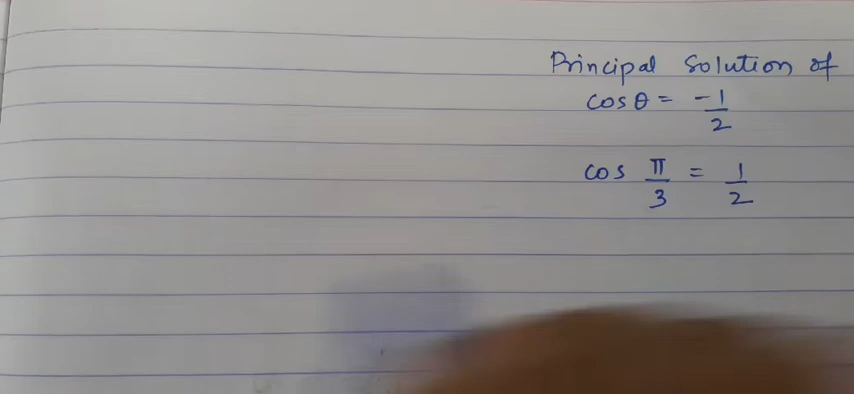 Principal Solution of
cos θ = -1/2
cos π/3 = 1/2